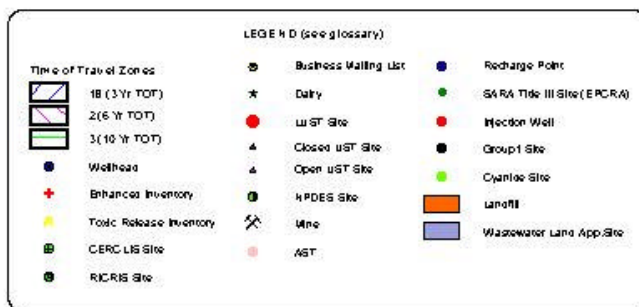 LEGEND (see glossary)
Time of Travel Zones
1B (3 Yr TOT)
2 (6 Yr TOT)
3 (10 Yr TOT)
Wellhead
Enhanced Inventory
Toxic Release Inventory
CERCLIS Site
RICRIS Site
Business Mailing List
Dairy
LUST Site
Closed UST Site
Open UST Site
NPDES Site
Mine
AST
Recharge Point
SARA Title III Site (EPCRA)
Injection Well
Group1 Site
Cyanide Site
Landfill
Wastewater Land App.Site